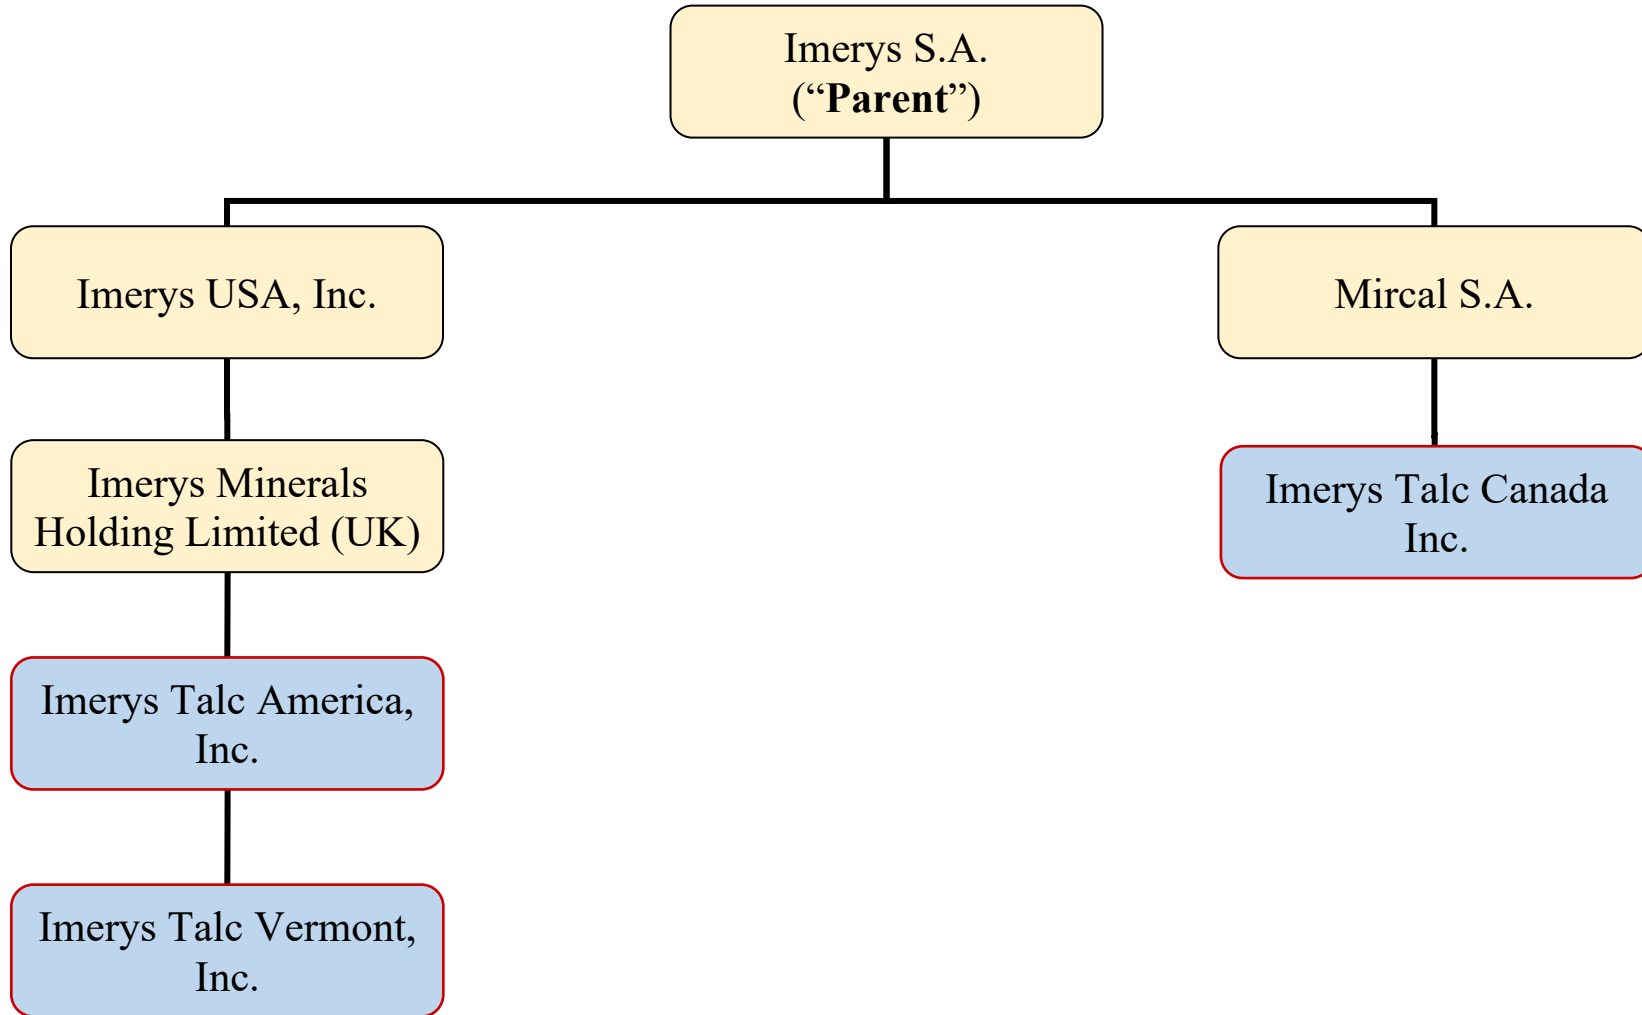 Imerys S.A.
(“Parent”)
Imerys USA, Inc.
Mircal S.A.
Imerys Minerals
Holding Limited (UK)
Imerys Talc Canada
Inc.
Imerys Talc America,
Inc.
Imerys Talc Vermont,
Inc.